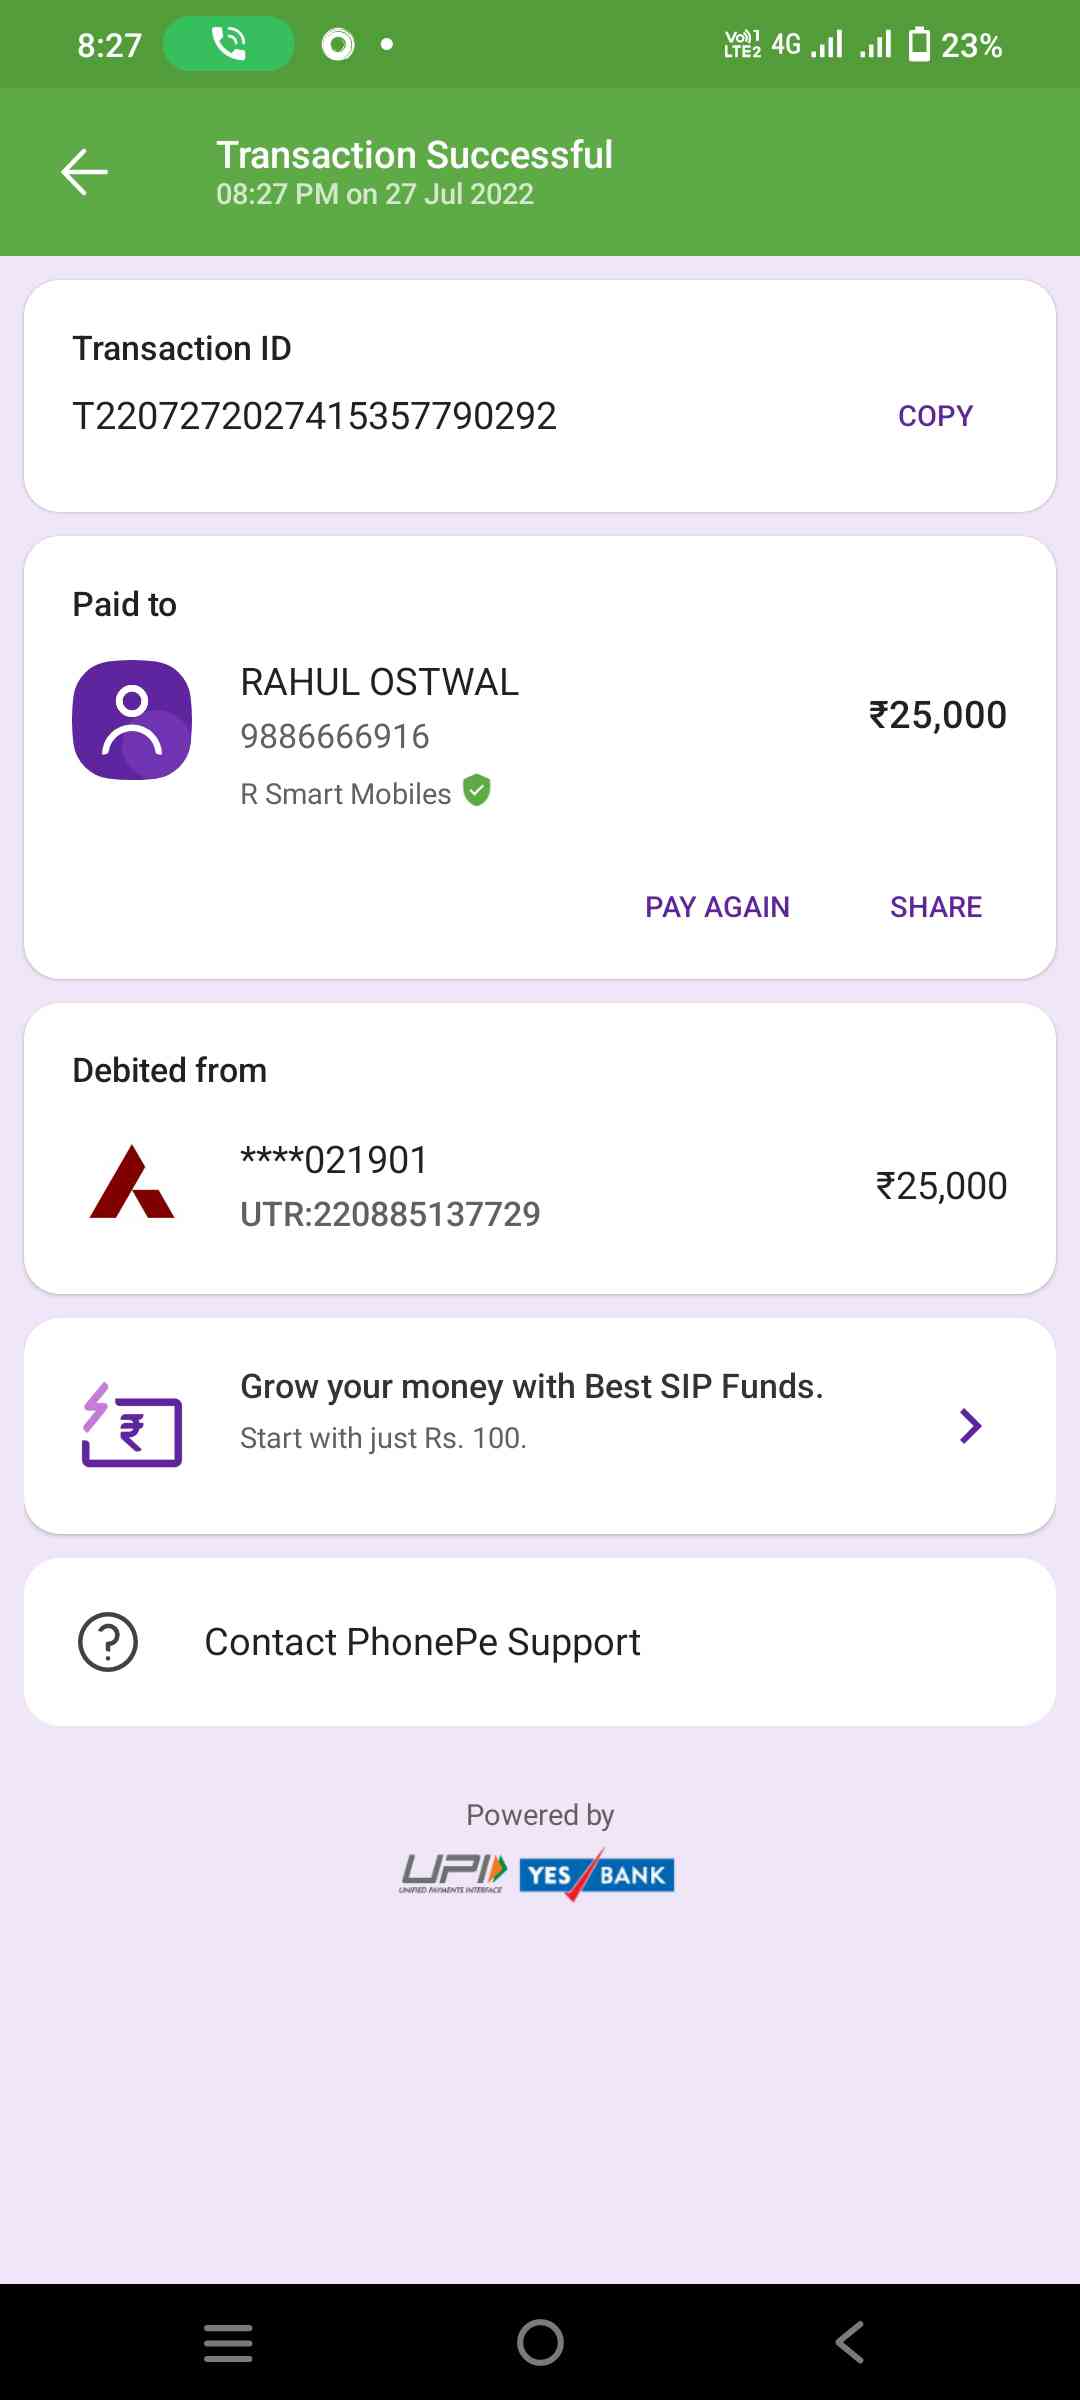 8:27
Vo))1 LTE2 4G 23%
Transaction Successful
08:27 PM on 27 Jul 2022
Transaction ID
T2207272027415357790292 COPY
Paid to
RAHUL OSTWAL
9886666916
₹25,000
R Smart Mobiles
PAY AGAIN SHARE
Debited from
****021901
UTR:220885137729
₹25,000
Grow your money with Best SIP Funds.
Start with just Rs. 100.
Contact PhonePe Support
Powered by
UPI YES BANK
UNIFIED PAYMENTS INTERFACE